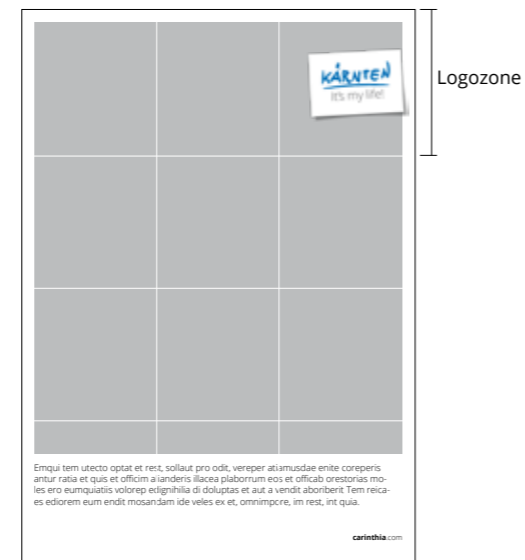 KÄRNTEN
It's my life!
Logozone
Emqui tem utecto optat et rest, sollaut pro odit, vereper atiamusdae enite coreperis
antur ratia et quis et officim aianderis illacea plaborrum eos et officab orestorias mo-
les ero eumquiatiis volorep edignihilia di doluptas et aut a vendit aboriberit Tem reica-
es ediorem eum endit mosandam ide veles ex et, omnimpore, im rest, int quia.
carinthia.com